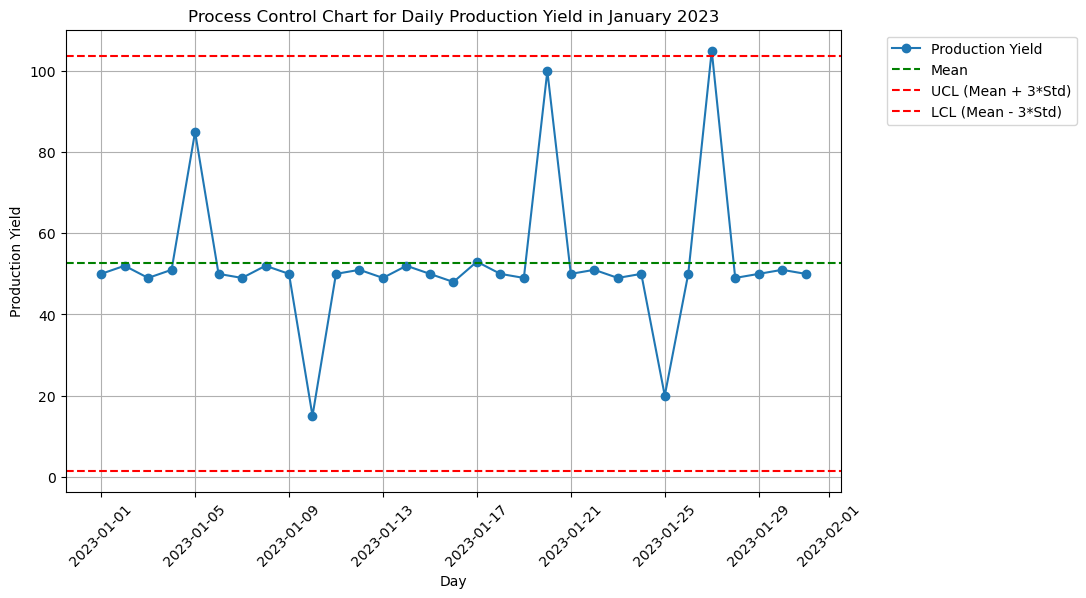 Process Control Chart for Daily Production Yield in January 2023
Production Yield
Mean
UCL (Mean + 3*Std)
LCL (Mean - 3*Std)
Production Yield
100
80
60
40
20
0
2023-01-01
2023-01-05
2023-01-09
2023-01-13
2023-01-17
2023-01-21
2023-01-25
2023-01-29
2023-02-01
Day